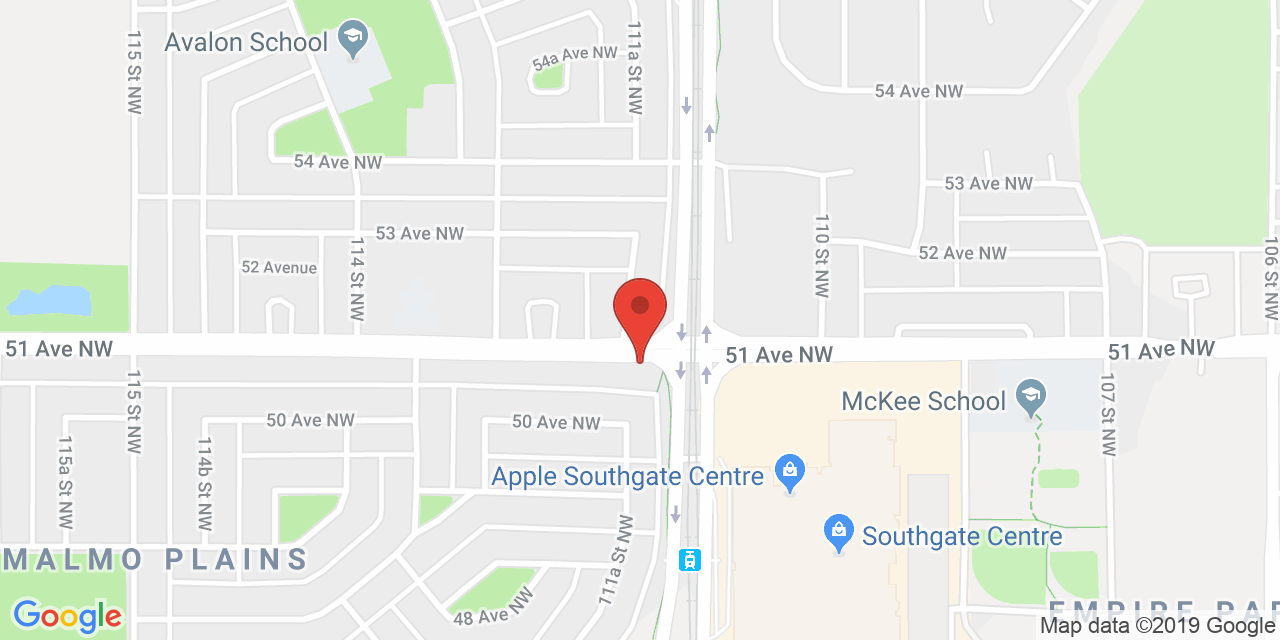 Avalon School
115 St NW
54a Ave NW
111a St NW
54 Ave NW
54 Ave NW
53 Ave NW
53 Ave NW
114 St NW
52 Avenue
110 St NW
52 Ave NW
106 St NW
51 Ave NW
51 Ave NW
51 Ave NW
115 St NW
McKee School
107 St NW
50 Ave NW
50 Ave NW
115a St NW
114b St NW
Apple Southgate Centre
Southgate Centre
MALMO PLAINS
111a St NW
48 Ave NW
EMPIRE PAR
Google
Map data ©2019 Google